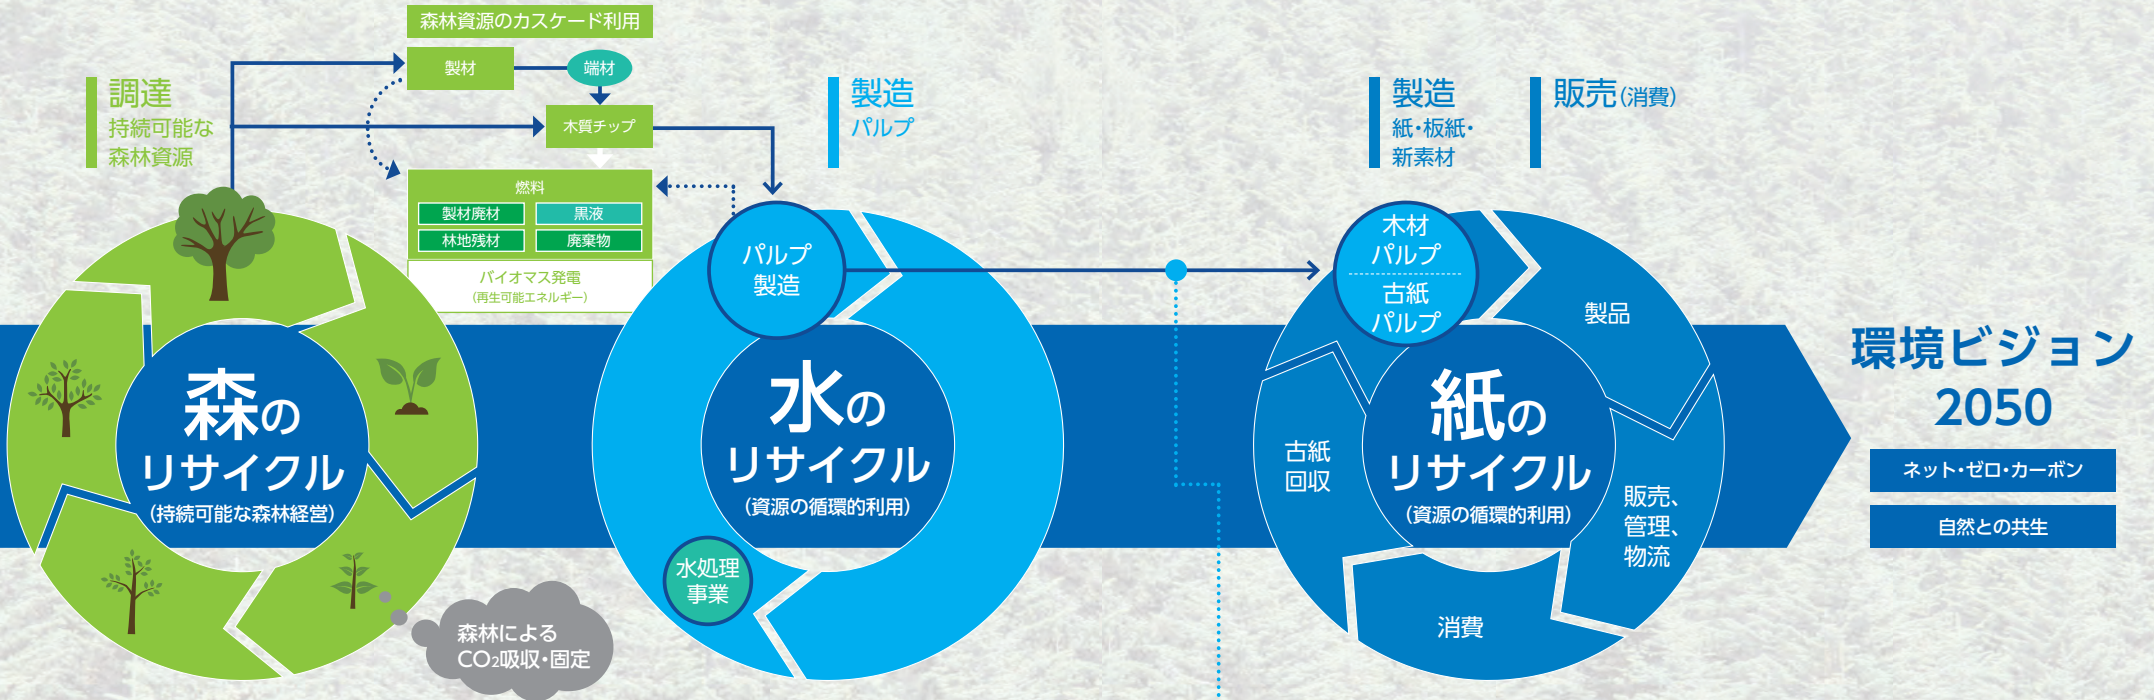 森林資源のカスケード利用
製材
端材
木質チップ
調達
持続可能な
森林資源
燃料
製材廃材
黒液
林地残材
廃棄物
バイオマス発電
(再生可能エネルギー)
製造
パルプ
製造
紙・板紙・
新素材
販売(消費)
森の
リサイクル
(持続可能な森林経営)
森林による
CO2吸収・固定
パルプ
製造
水の
リサイクル
(資源の循環的利用)
水処理
事業
木材
パルプ
古紙
パルプ
製品
販売、
管理、
物流
消費
古紙
回収
紙の
リサイクル
(資源の循環的利用)
環境ビジョン
2050
ネット・ゼロ・カーボン
自然との共生